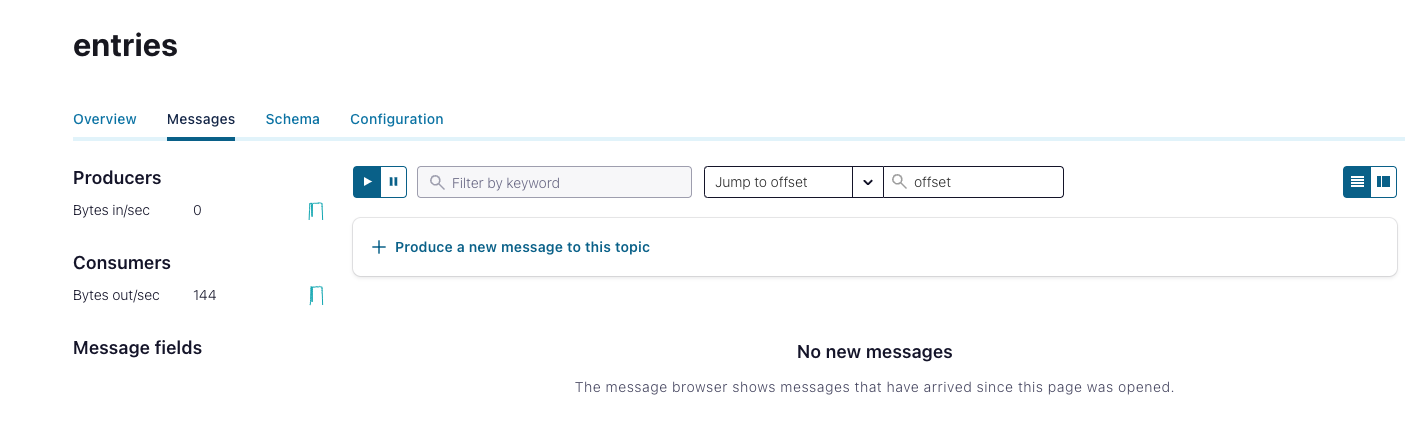 entries
Overview Messages Schema Configuration
Producers
Bytes in/sec 0
Consumers
Bytes out/sec 144
Message fields
Filter by keyword Jump to offset offset
Produce a new message to this topic
No new messages
The message browser shows messages that have arrived since this page was opened.